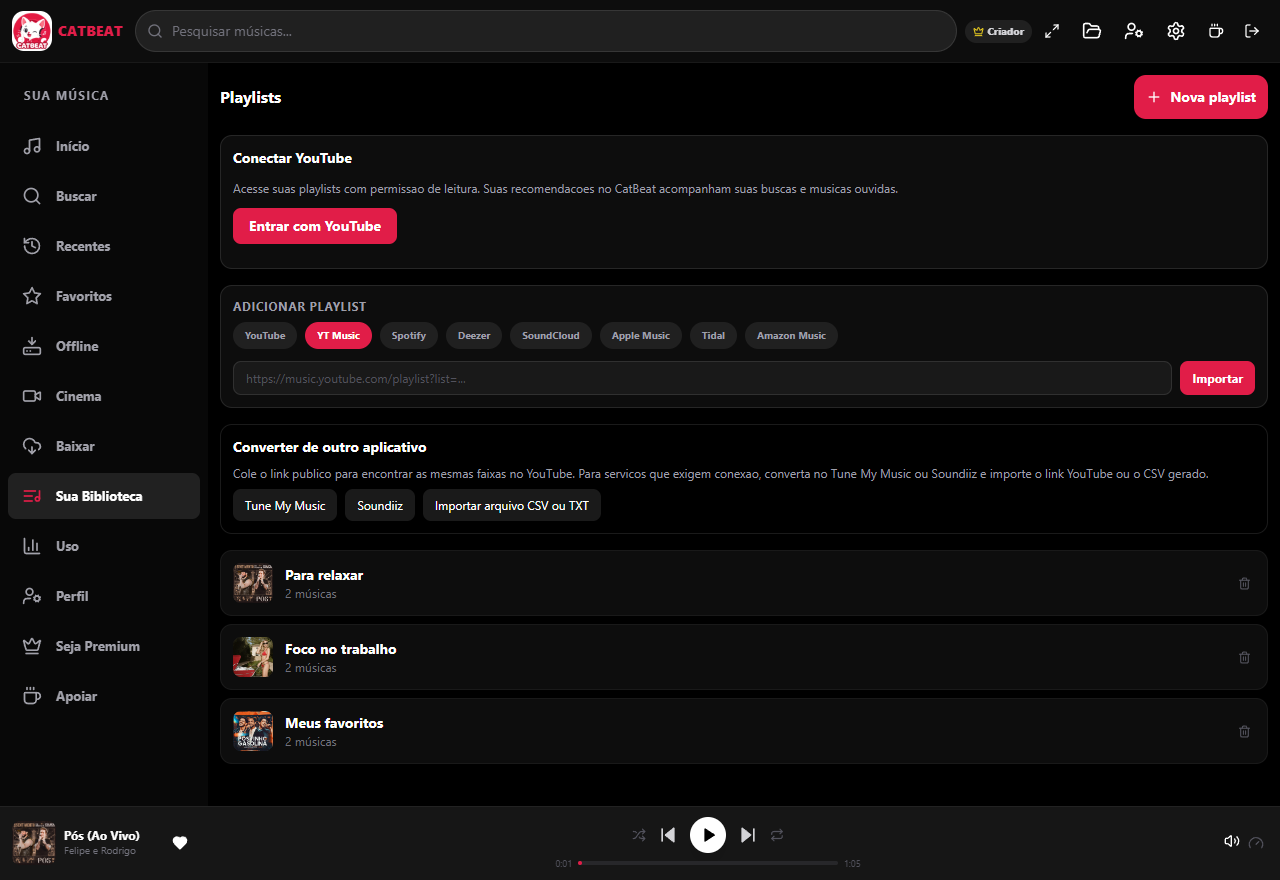 CATBEAT
CATBEAT
Pesquisar músicas...
Criador
SUA MÚSICA
Início
Buscar
Recentes
Favoritos
Offline
Cinema
Baixar
Sua Biblioteca
Uso
Perfil
Seja Premium
Apoiar
Playlists
Nova playlist
Conectar YouTube
Acesse suas playlists com permissao de leitura. Suas recomendacoes no CatBeat acompanham suas buscas e musicas ouvidas.
Entrar com YouTube
ADICIONAR PLAYLIST
YouTube YT Music Spotify Deezer SoundCloud Apple Music Tidal Amazon Music
https://music.youtube.com/playlist?list=...
Importar
Converter de outro aplicativo
Cole o link publico para encontrar as mesmas faixas no YouTube. Para servicos que exigem conexao, converta no Tune My Music ou Soundiiz e importe o link YouTube ou o CSV gerado.
Tune My Music Soundiiz Importar arquivo CSV ou TXT
POST
Para relaxar
2 músicas
Foco no trabalho
2 músicas
GASOLINA
Meus favoritos
2 músicas
POST
Pós (Ao Vivo)
Felipe e Rodrigo
0:01
1:05